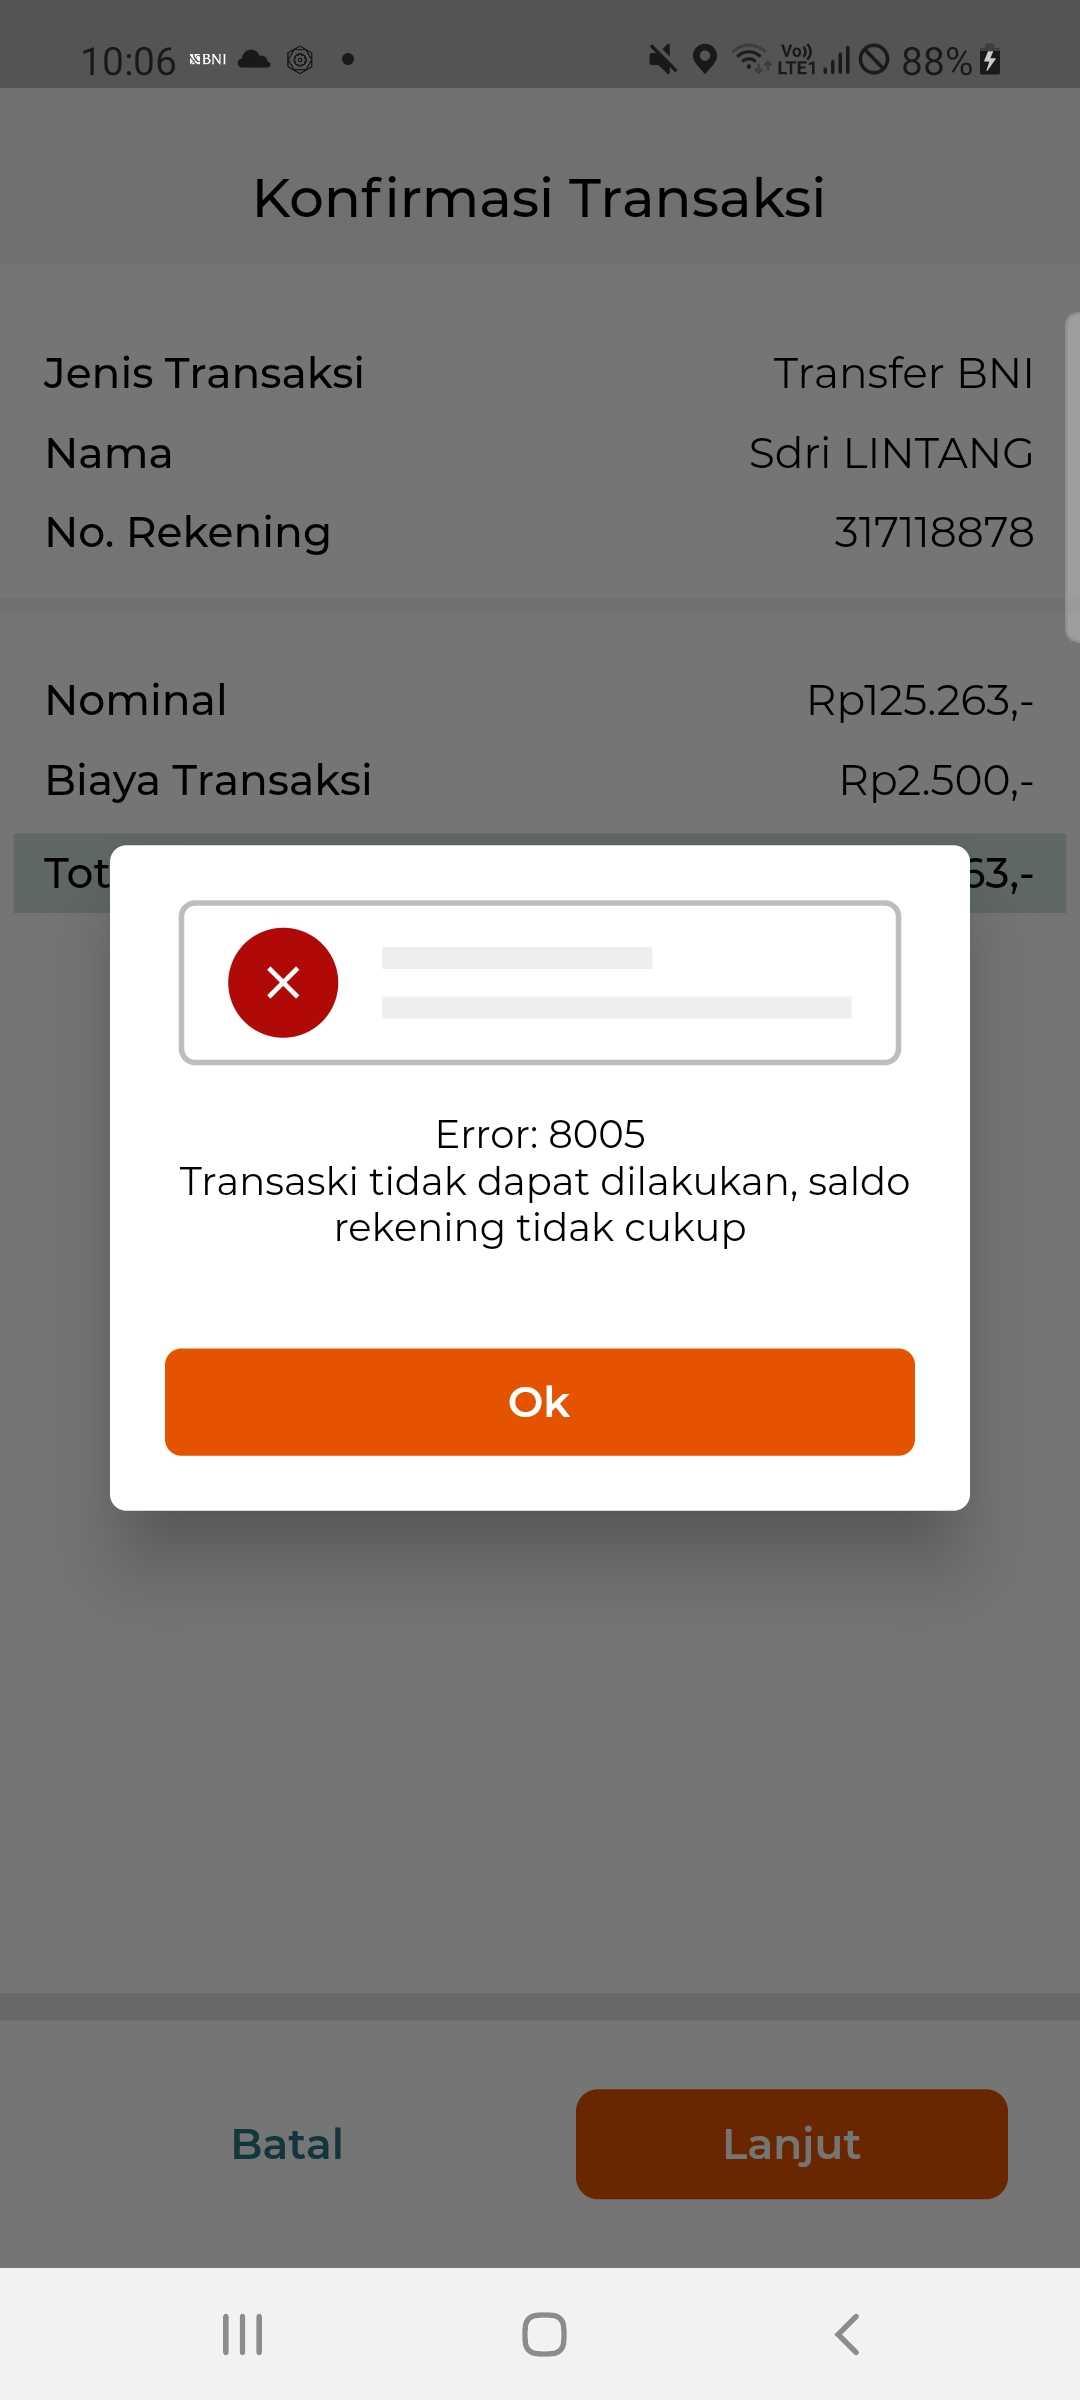 10:06 BNI Vo)) LTE1 88%
Konfirmasi Transaksi
Jenis Transaksi Transfer BNI
Nama Sdri LINTANG
No. Rekening 317118878
Nominal Rp125.263,-
Biaya Transaksi Rp2.500,-
Tot 63,-
Error: 8005
Transaski tidak dapat dilakukan, saldo
rekening tidak cukup
Ok
Batal Lanjut